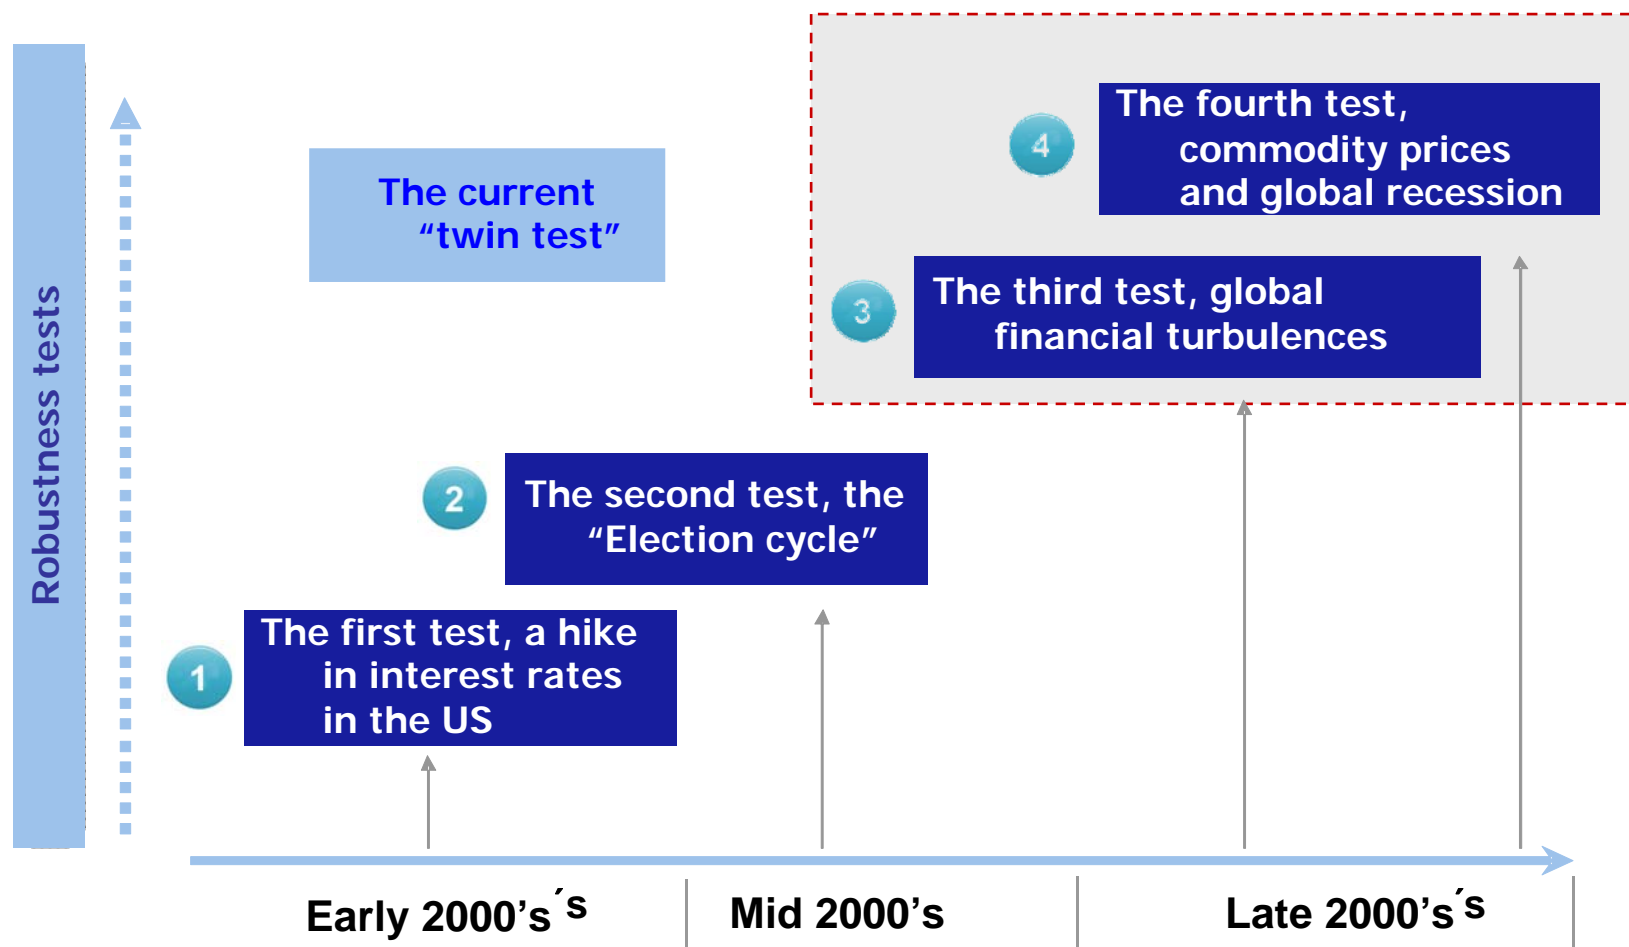 Robustness tests
The current
“twin test”
4
The fourth test,
commodity prices
and global recession
3
The third test, global
financial turbulences
2
The second test, the
“Election cycle”
1
The first test, a hike
in interest rates
in the US
Early 2000’s´s
Mid 2000’s
Late 2000’s´s